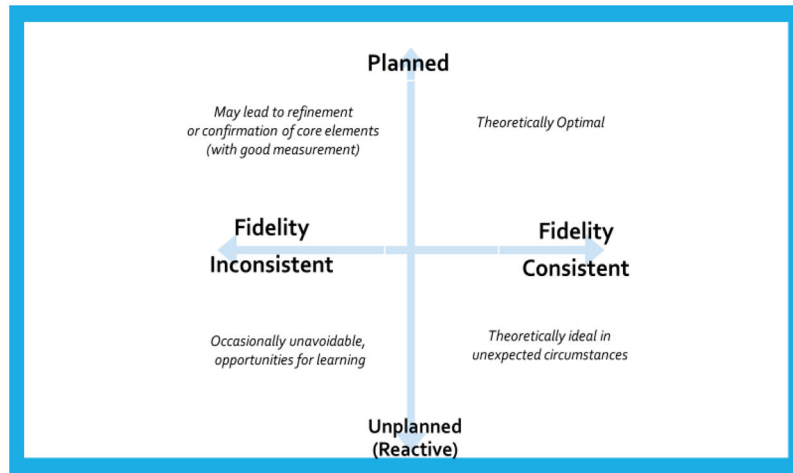 Planned
May lead to refinement
or confirmation of core elements
(with good measurement)
Theoretically Optimal
Fidelity
Inconsistent
Fidelity
Consistent
Occasionally unavoidable,
opportunities for learning
Theoretically ideal in
unexpected circumstances
Unplanned
(Reactive)